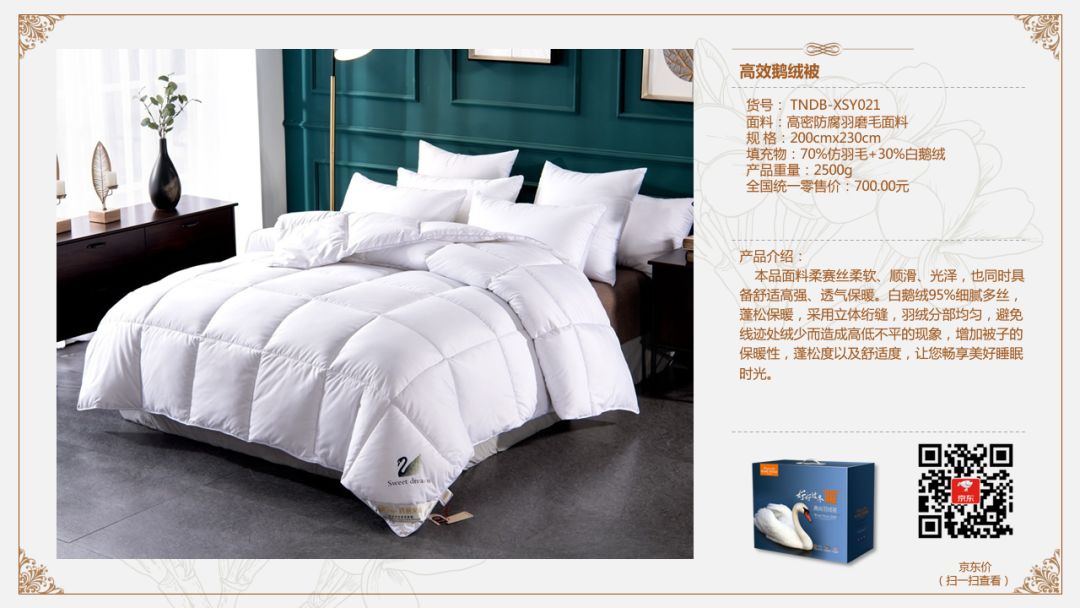 高效鹅绒被
货号： TNDB-XSY021
面料：高密防腐羽磨毛面料
规 格：200cmx230cm
填充物：70%仿羽毛+30%白鹅绒
产品重量：2500g
全国统一零售价：700.00元
产品介绍：
本品面料柔赛丝柔软、顺滑、光泽，也同时具
备舒适高强、透气保暖。白鹅绒95%细腻多丝，
蓬松保暖，采用立体绗缝，羽绒分部均匀，避免
线迹处绒少而造成高低不平的现象，增加被子的
保暖性，蓬松度以及舒适度，让您畅享美好睡眠
时光。
Sweet dream
京东
京东价
（扫一扫查看）